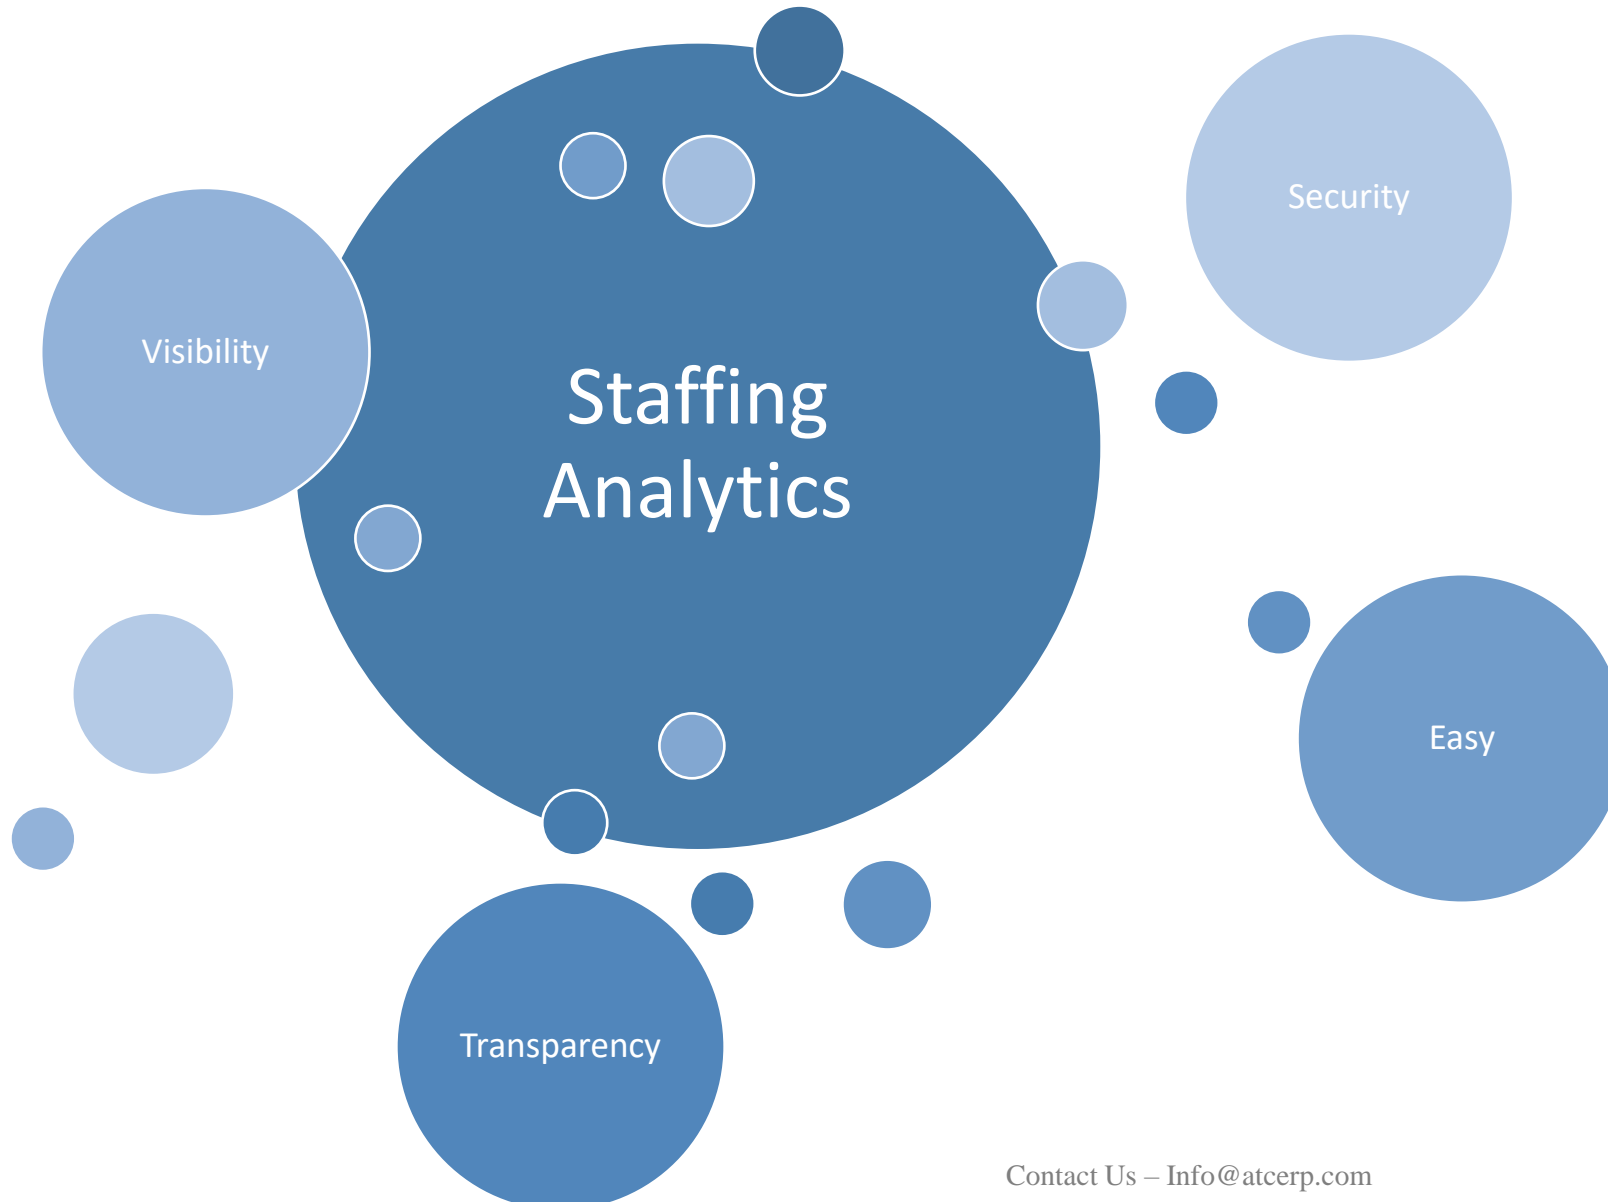 Security
Visibility
Staffing
Analytics
Easy
Transparency
Contact Us – Info@atcerp.com